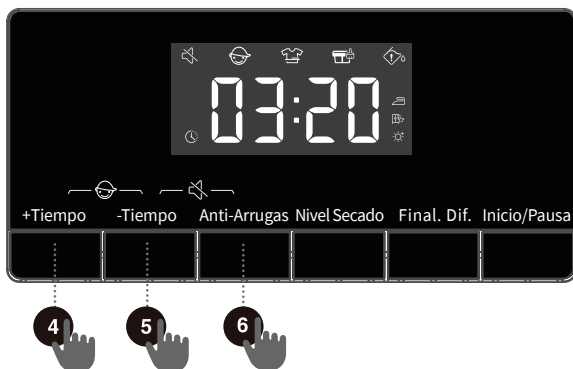 03:20
+Tiempo -Tiempo Anti-Arrugas Nivel Secado Final. Dif. Inicio/Pausa
4 5 6